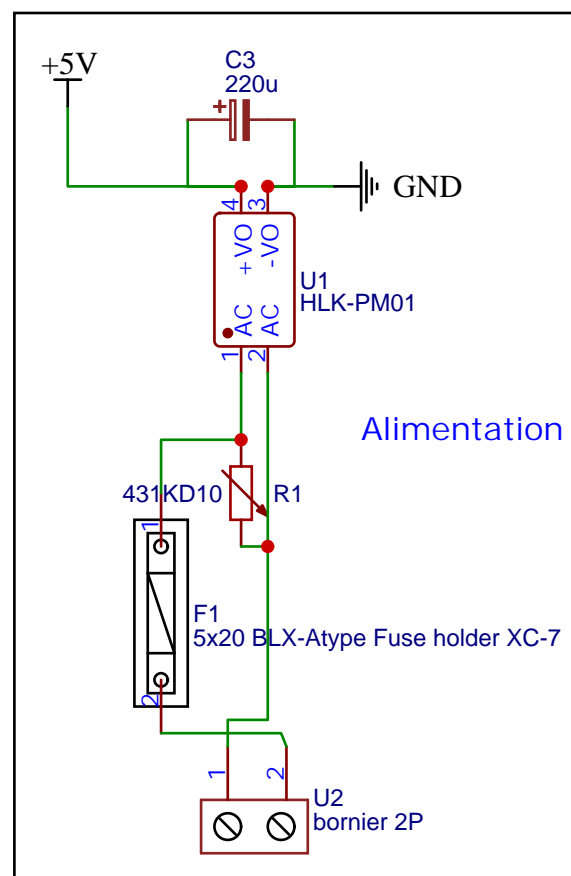 +5V
C3
220u
+
GND
4
3
+VO
-VO
U1
HLK-PM01
AC
AC
1
2
Alimentation
431KD10
R1
1
F1
5x20 BLX-Atype Fuse holder XC-7
2
1
2
U2
bornier 2P